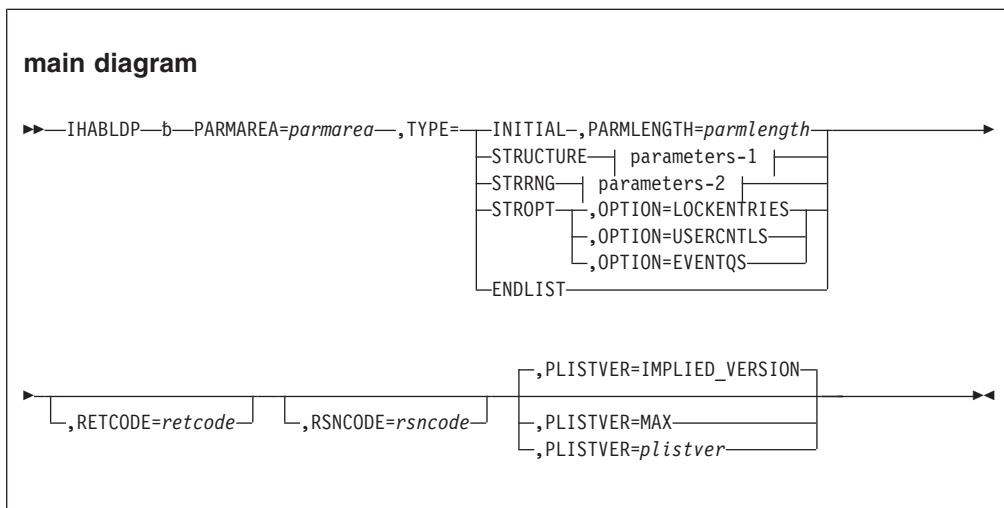 main diagram
IHABLDP ƀ PARMAREA=parmarea ,TYPE= INITIAL ,PARMLENGTH=parmlength
STRUCTURE parameters-1
STRRNG parameters-2
STROPT ,OPTION=LOCKENTRIES
,OPTION=USERCNTLS
,OPTION=EVENTQS
ENDLIST
,PLISTVER=IMPLIED_VERSION
,RETCODE=retcode ,RSNCODE=rsncode ,PLISTVER=MAX
,PLISTVER=plistver